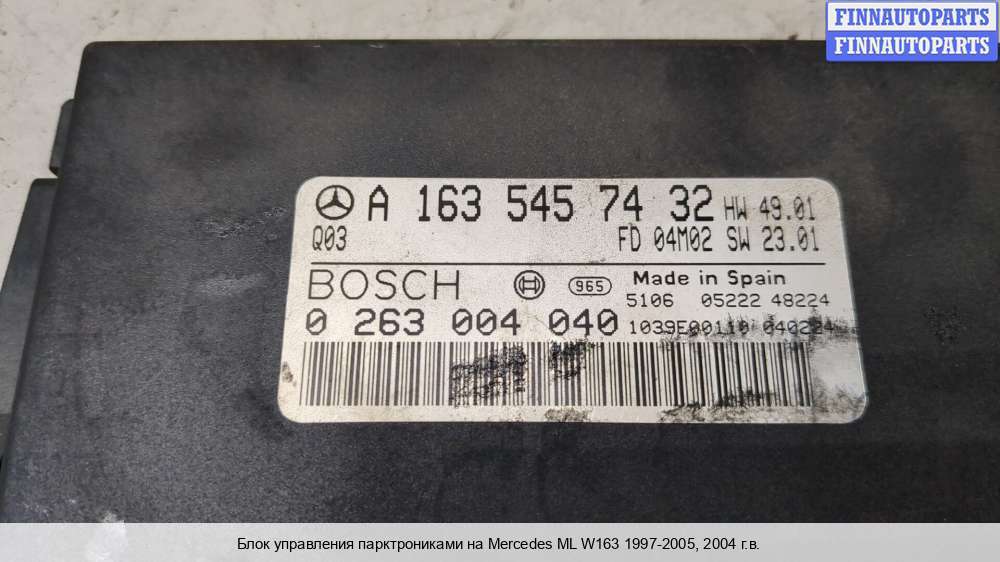 FINNAUTOPARTS
FINNAUTOPARTS
A 163 545 74 32 HW 49.01
Q03 FD 04M02 SW 23.01
BOSCH 965 Made in Spain
5106 05222 48224
0 263 004 040 1039E00110 040224
Блок управления парктрониками на Mercedes ML W163 1997-2005, 2004 г.в.